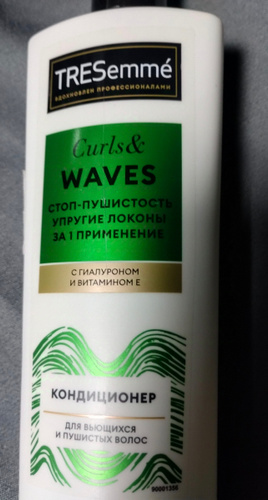 TRESemmé
ВДОХНОВЛЕН ПРОФЕССИОНАЛАМИ
Curls&
WAVES
СТОП-ПУШИСТОСТЬ
УПРУГИЕ ЛОКОНЫ
ЗА 1 ПРИМЕНЕНИЕ
С ГИАЛУРОНОМ
И ВИТАМИНОМ Е
КОНДИЦИОНЕР
ДЛЯ ВЬЮЩИХСЯ
И ПУШИСТЫХ ВОЛОС